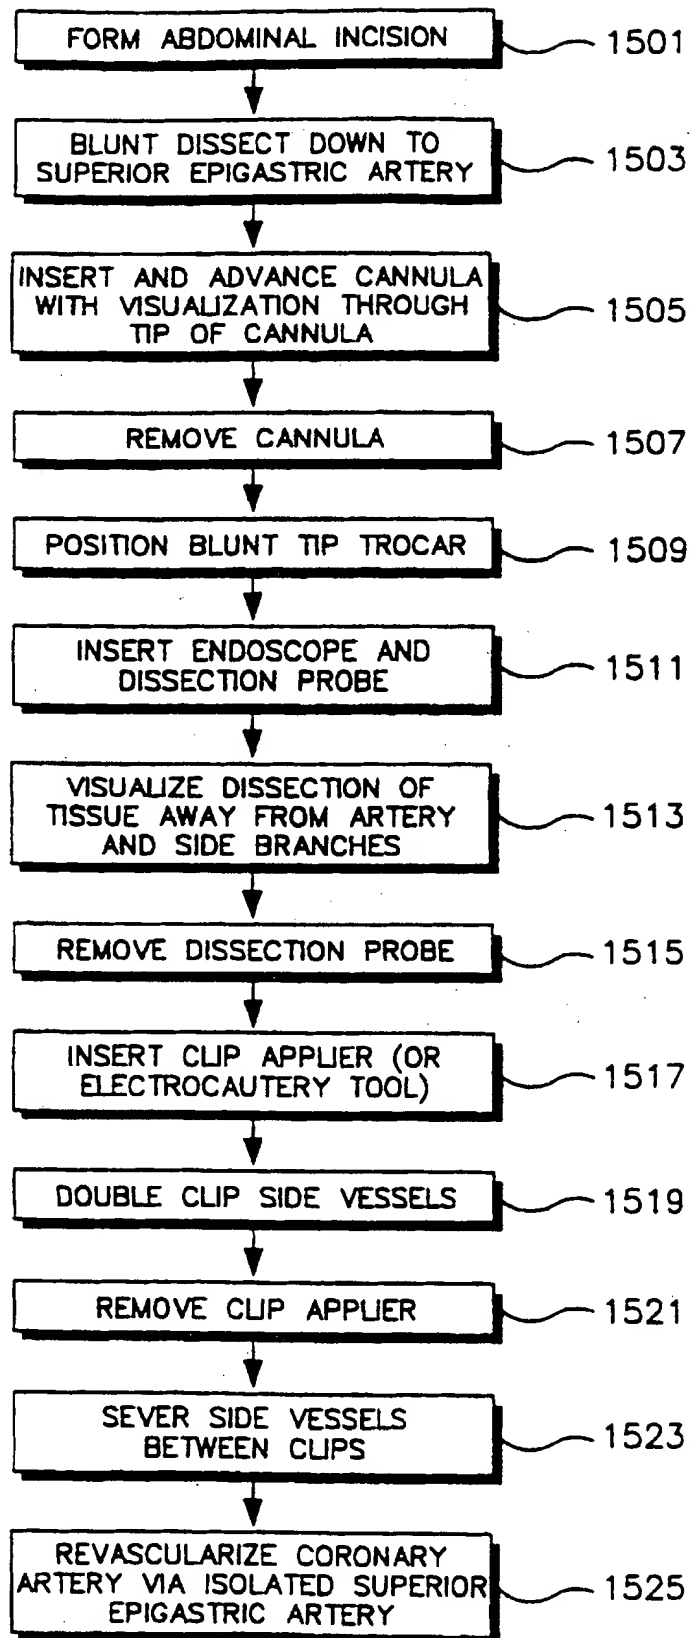 FORM ABDOMINAL INCISION
1501
BLUNT DISSECT DOWN TO
SUPERIOR EPIGASTRIC ARTERY
1503
INSERT AND ADVANCE CANNULA
WITH VISUALIZATION THROUGH
TIP OF CANNULA
1505
REMOVE CANNULA
1507
POSITION BLUNT TIP TROCAR
1509
INSERT ENDOSCOPE AND
DISSECTION PROBE
1511
VISUALIZE DISSECTION OF
TISSUE AWAY FROM ARTERY
AND SIDE BRANCHES
1513
REMOVE DISSECTION PROBE
1515
INSERT CLIP APPLIER (OR
ELECTROCAUTERY TOOL)
1517
DOUBLE CLIP SIDE VESSELS
1519
REMOVE CLIP APPLIER
1521
SEVER SIDE VESSELS
BETWEEN CLIPS
1523
REVASCULARIZE CORONARY
ARTERY VIA ISOLATED SUPERIOR
EPIGASTRIC ARTERY
1525